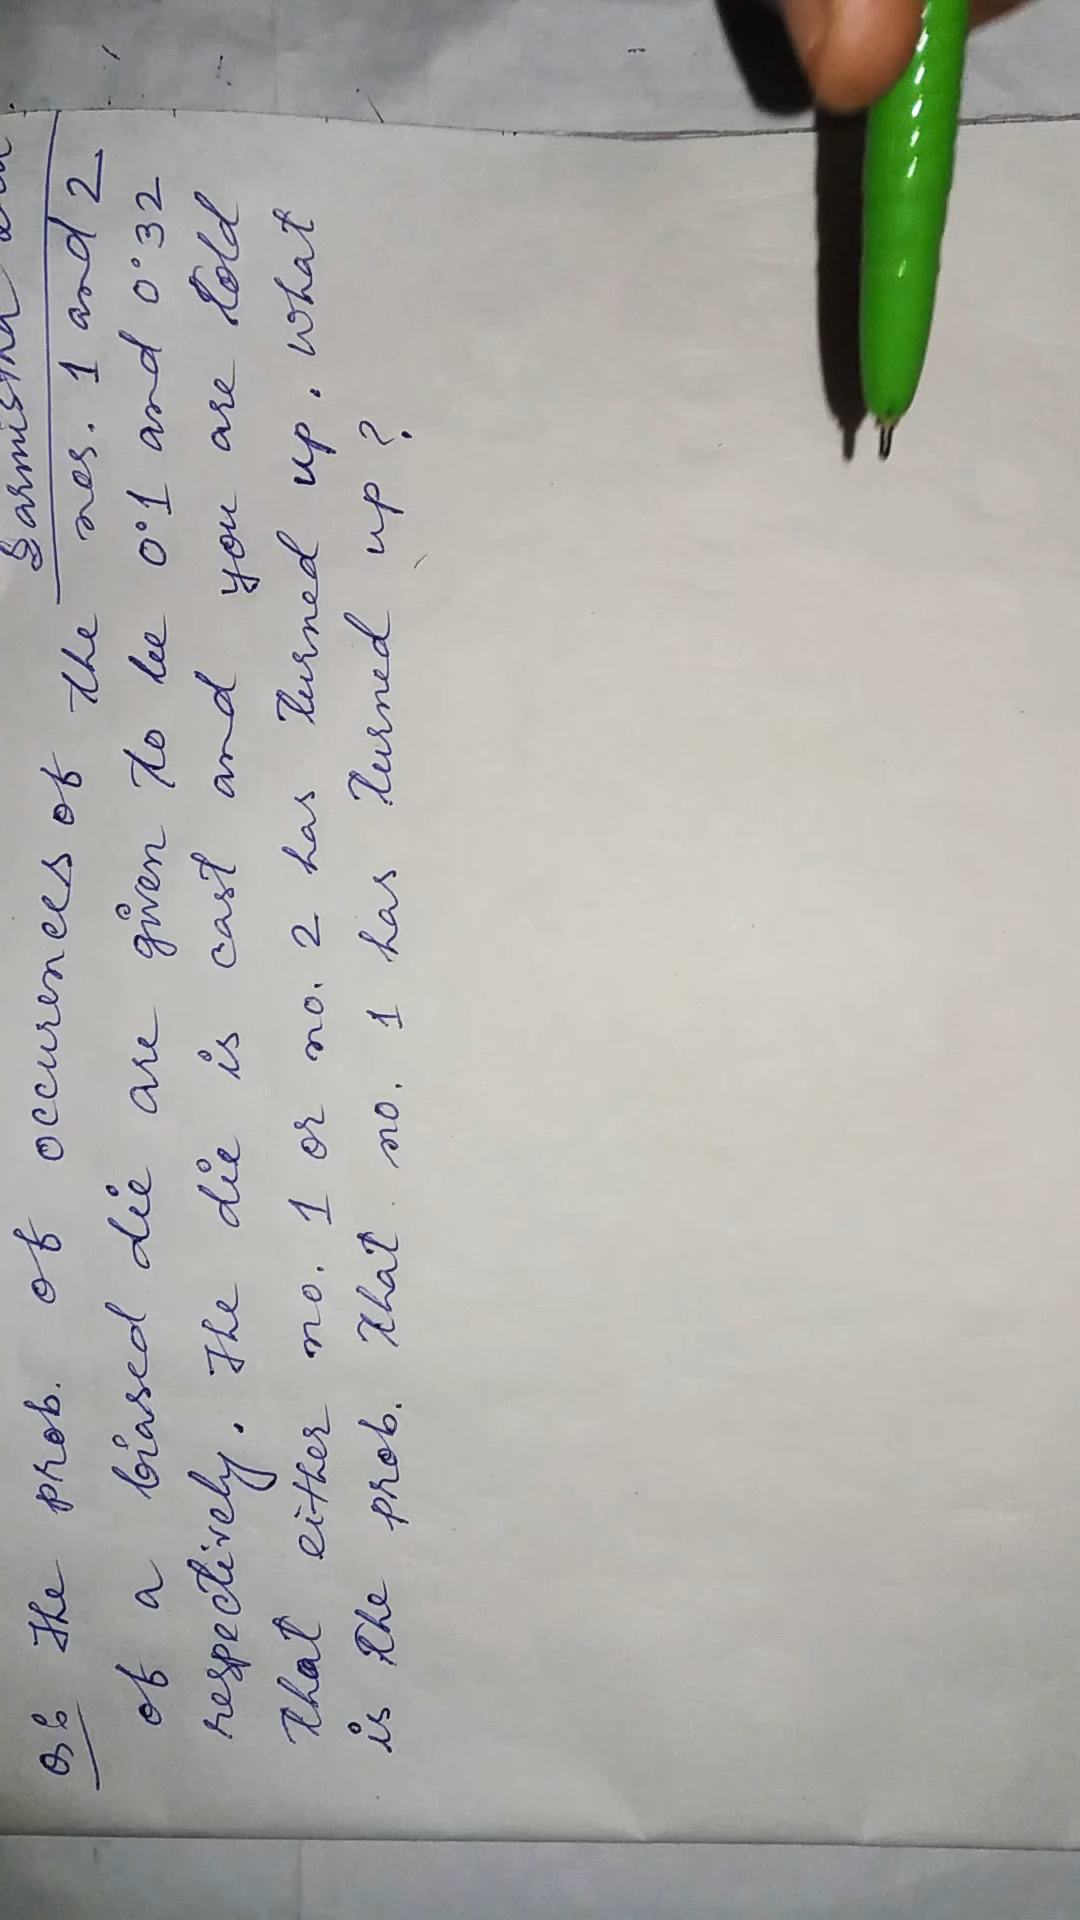 Sarmistha
Q: The prob. of occurences of the nos. 1 and 2
of a biased die are given to be 0.1 and 0.32
respectively. The die is cast and you are told
that either no. 1 or no. 2 has turned up. what
is the prob. that no. 1 has turned up?